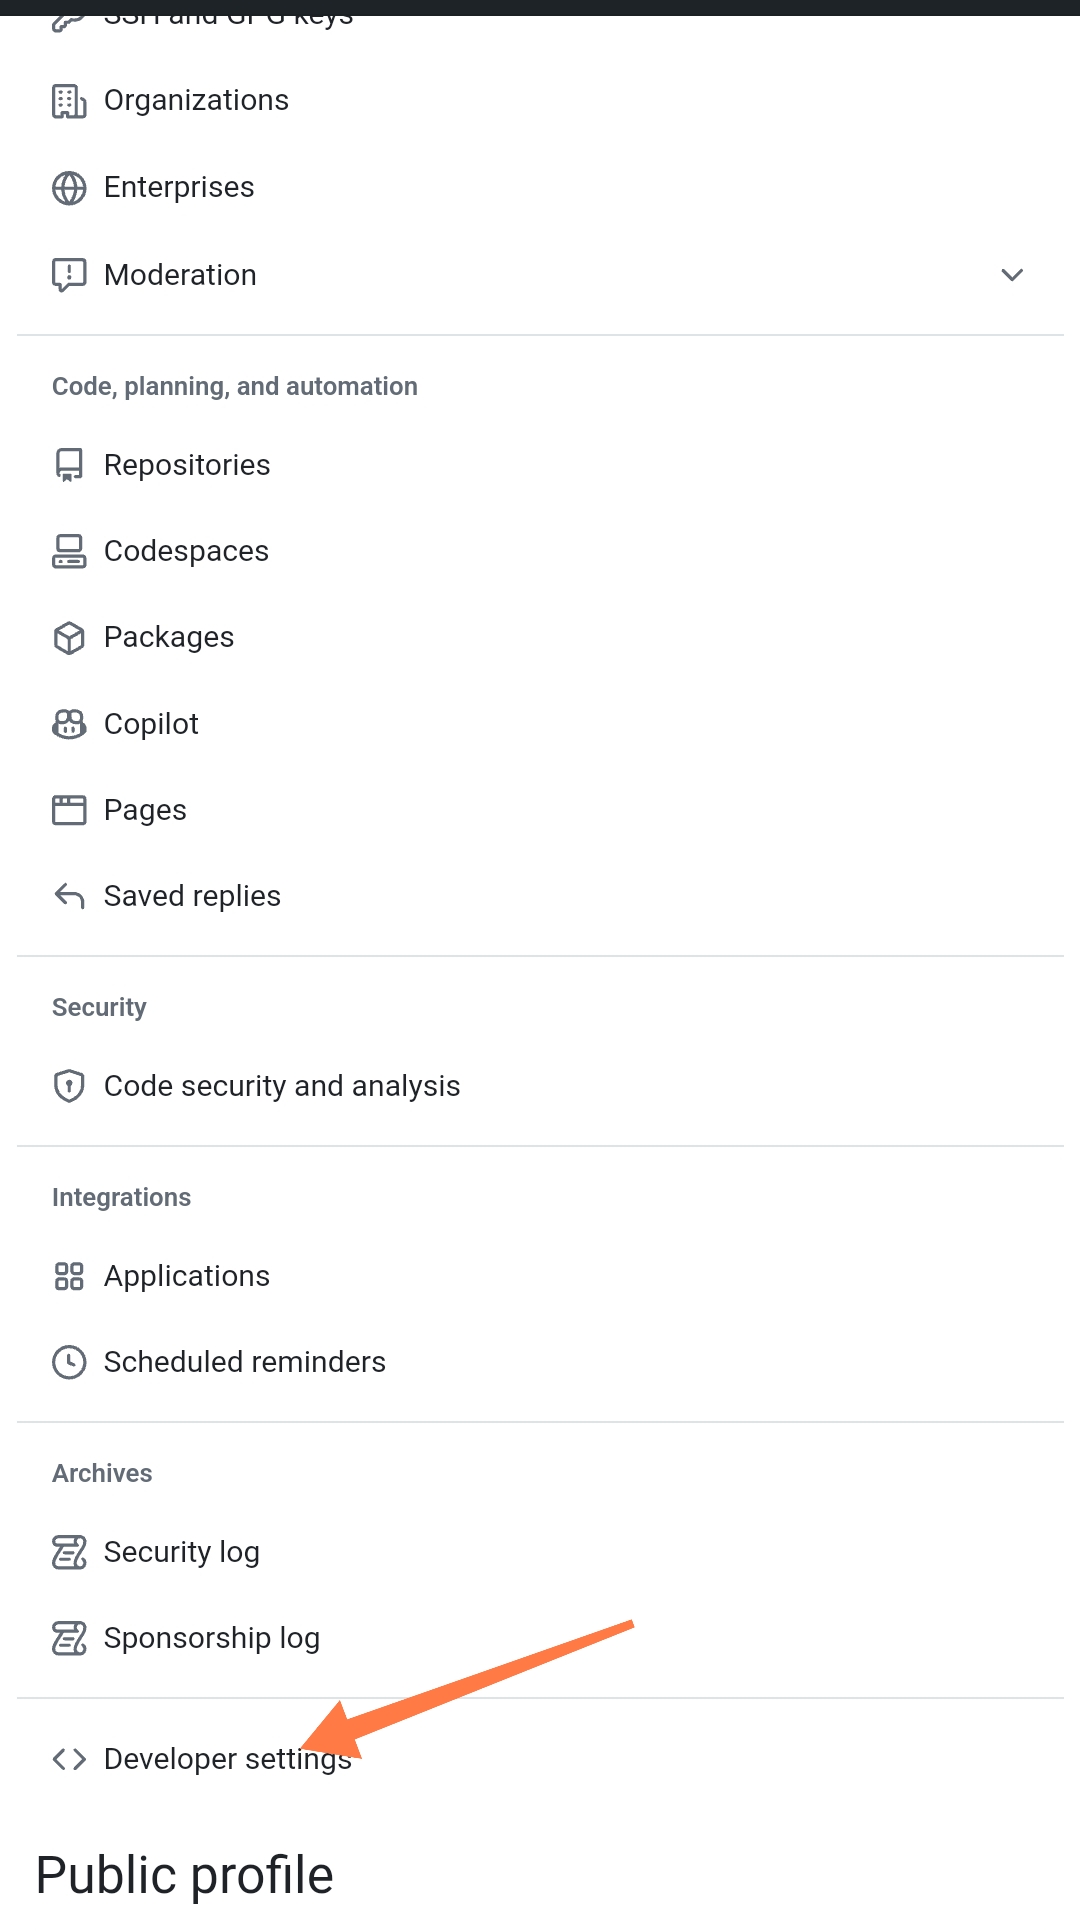 SSH and GPG keys
Organizations
Enterprises
Moderation
Code, planning, and automation
Repositories
Codespaces
Packages
Copilot
Pages
Saved replies
Security
Code security and analysis
Integrations
Applications
Scheduled reminders
Archives
Security log
Sponsorship log
Developer settings
Public profile